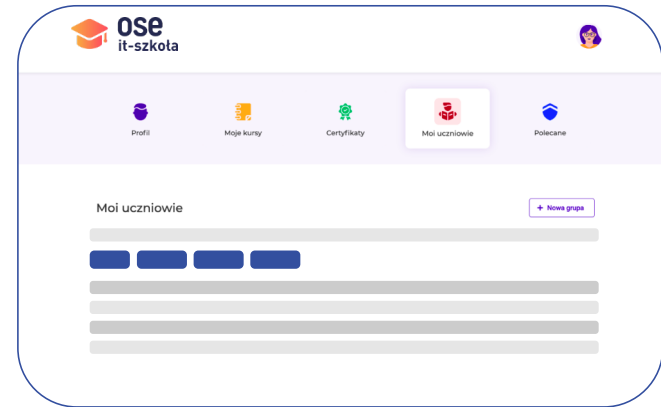 ose
it-szkoła
Profil
Moje kursy
Certyfikaty
Moi uczniowie
Polecane
Moi uczniowie
+ Nowa grupa